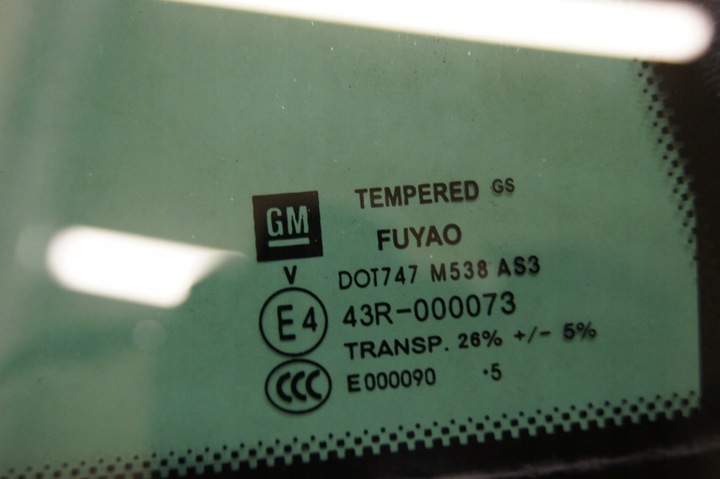 TEMPERED GS
GM
FUYAO
V
DOT747 M538 AS3
E4
43R-000073
TRANSP. 26% +/- 5%
CCC
E000090 .5